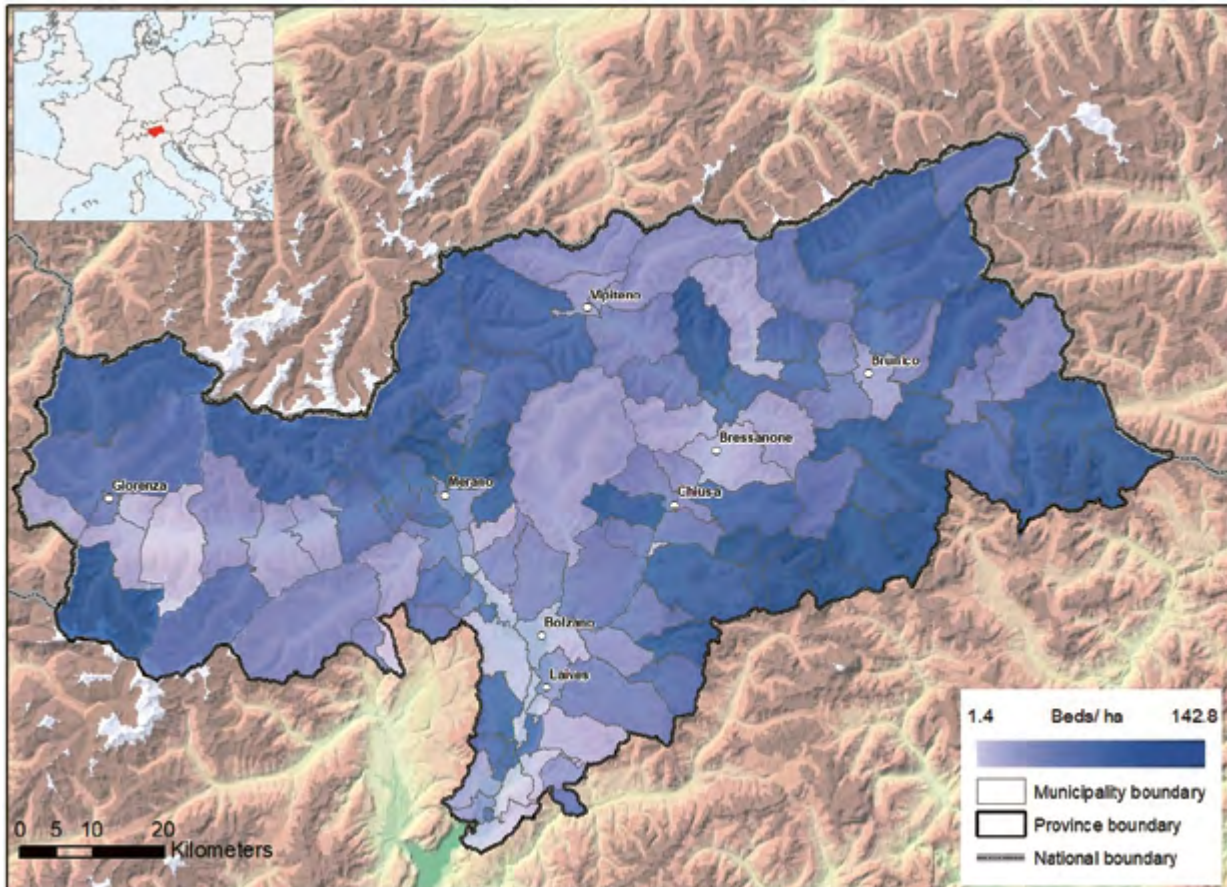 Vipiteno
Brunico
Bressanone
Glorenza
Merano
Chiusa
Bolzano
Laives
1.4 Beds/ ha 142.8
Municipality boundary
Province boundary
National boundary
0 5 10 20
Kilometers